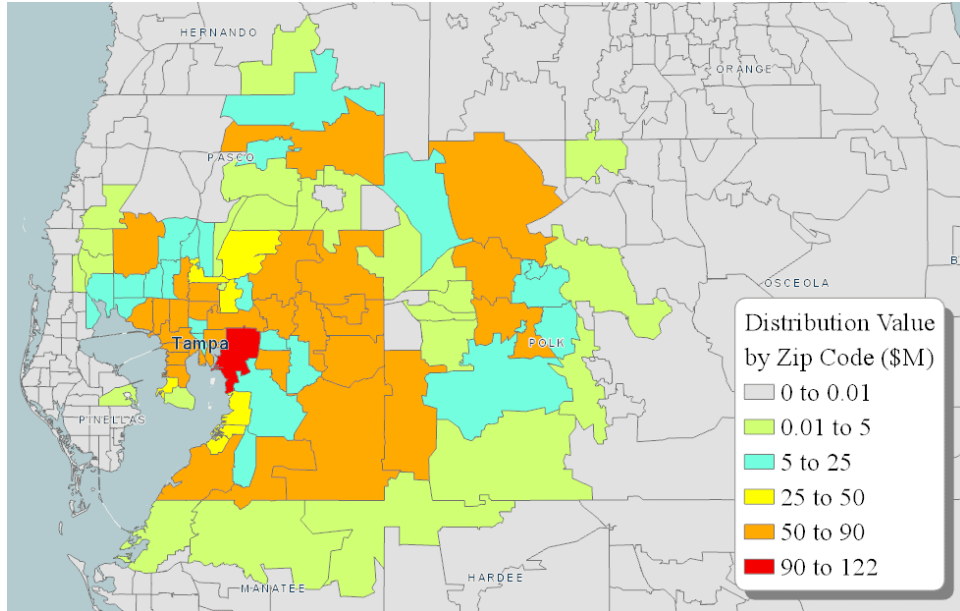 HERNANDO
ORANGE
PASCO
OSCEOLA
B
Tampa
POLK
PINELLAS
MANATEE
HARDEE
Distribution Value
by Zip Code ($M)
0 to 0.01
0.01 to 5
5 to 25
25 to 50
50 to 90
90 to 122